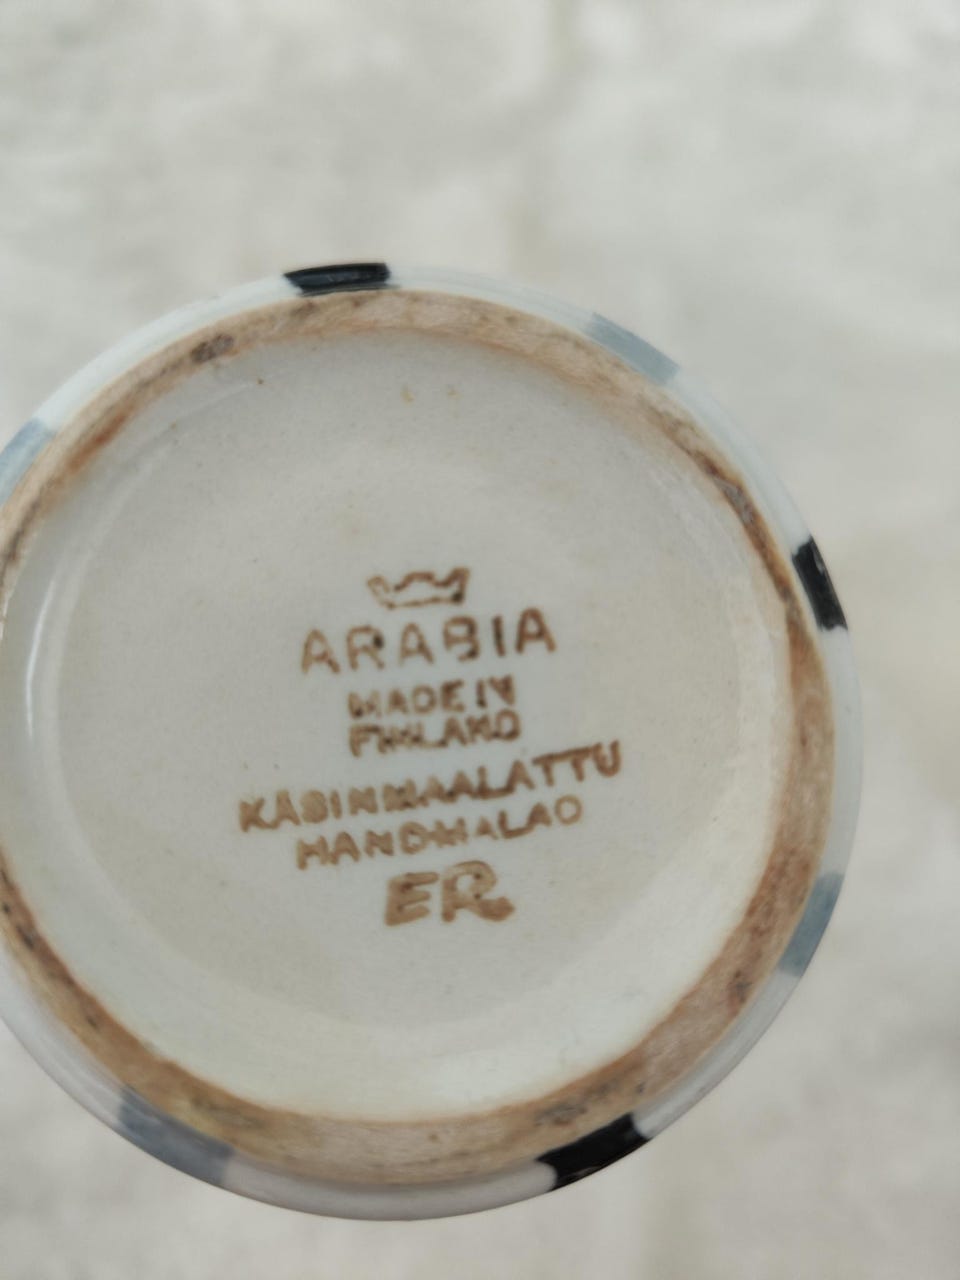 ARABIA
MADE IN
FINLAND
KÄSINMAALATTU
HANDMALAD
ER